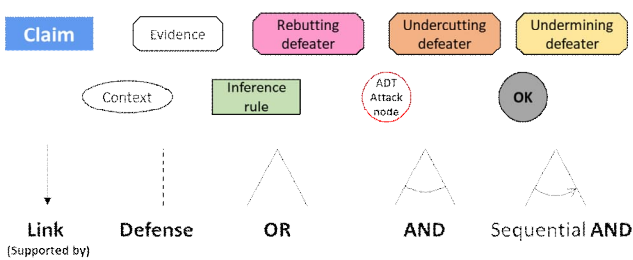 Claim
Evidence
Rebutting
defeater
Undercutting
defeater
Undermining
defeater
Context
Inference
rule
ADT
Attack
node
OK
Link
(Supported by)
Defense
OR
AND
Sequential AND